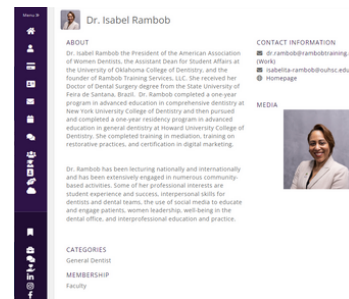 Menu
Dr. Isabel Rambob
ABOUT
Dr. Isabel Rambob the President of the American Association
of Women Dentists, the Assistant Dean for Student Affairs at
the University of Oklahoma College of Dentistry, and the
founder of Rambob Training Services, LLC. She received her
Doctor of Dental Surgery degree from the State University of
Feira de Santana, Brazil. Dr. Rambob completed a one-year
program in advanced education in comprehensive dentistry at
New York University College of Dentistry and then pursued
and completed a one-year residency program in advanced
education in general dentistry at Howard University College of
Dentistry. She completed training in mediation, training on
restorative practices, and certification in digital marketing.
Dr. Rambob has been lecturing nationally and internationally
and has been extensively engaged in numerous community-
based activities. Some of her professional interests are
student experience and success, interpersonal skills for
dentists and dental teams, the use of social media to educate
and engage patients, women leadership, well-being in the
dental office, and interprofessional education and practice.
CATEGORIES
General Dentist
MEMBERSHIP
Faculty
CONTACT INFORMATION
dr.rambob@rambobtraining.
(Work)
isabelita-rambob@ouhsc.edu
Homepage
MEDIA